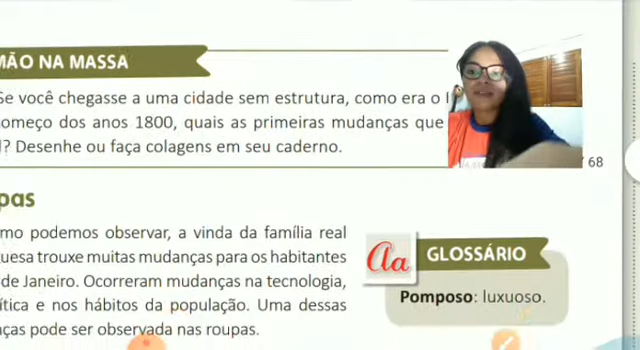 MÃO NA MASSA
Se você chegasse a uma cidade sem estrutura, como era o
começo dos anos 1800, quais as primeiras mudanças que
? Desenhe ou faça colagens em seu caderno.
68
pas
mo podemos observar, a vinda da família real
uesa trouxe muitas mudanças para os habitantes
de Janeiro. Ocorreram mudanças na tecnologia,
ítica e nos hábitos da população. Uma dessas
nças pode ser observada nas roupas.
Aa GLOSSÁRIO
Pomposo: luxuoso.